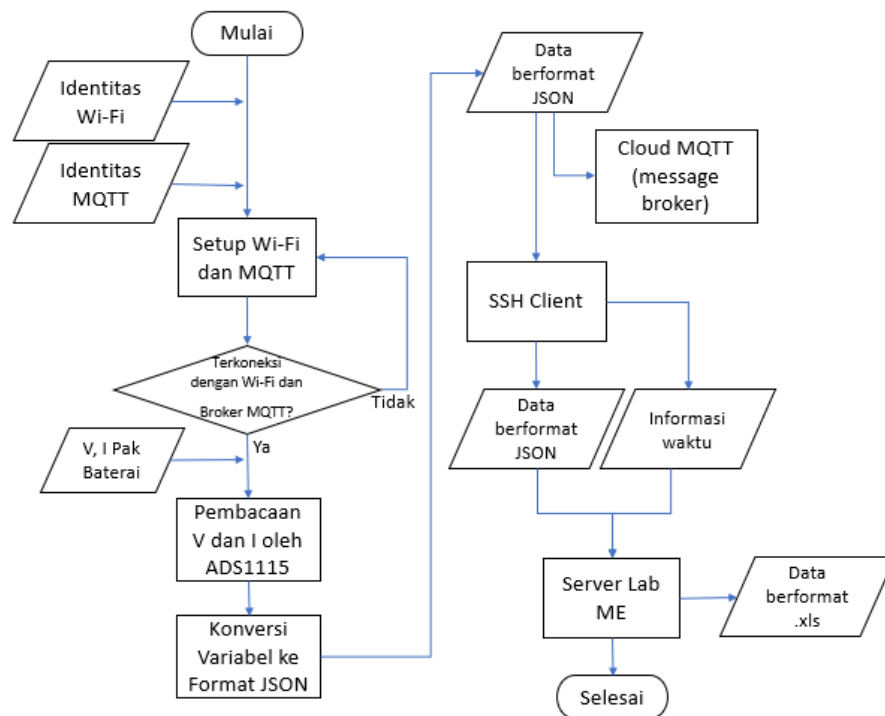 Mulai
Identitas
Wi-Fi
Identitas
MQTT
Setup Wi-Fi
dan MQTT
Terkoneksi
dengan Wi-Fi dan
Broker MQTT?
Tidak
Ya
V, I Pak
Baterai
Pembacaan
V dan I oleh
ADS1115
Konversi
Variabel ke
Format JSON
Data
berformat
JSON
Cloud MQTT
(message
broker)
SSH Client
Data
berformat
JSON
Informasi
waktu
Server Lab
ME
Data
berformat
.xls
Selesai